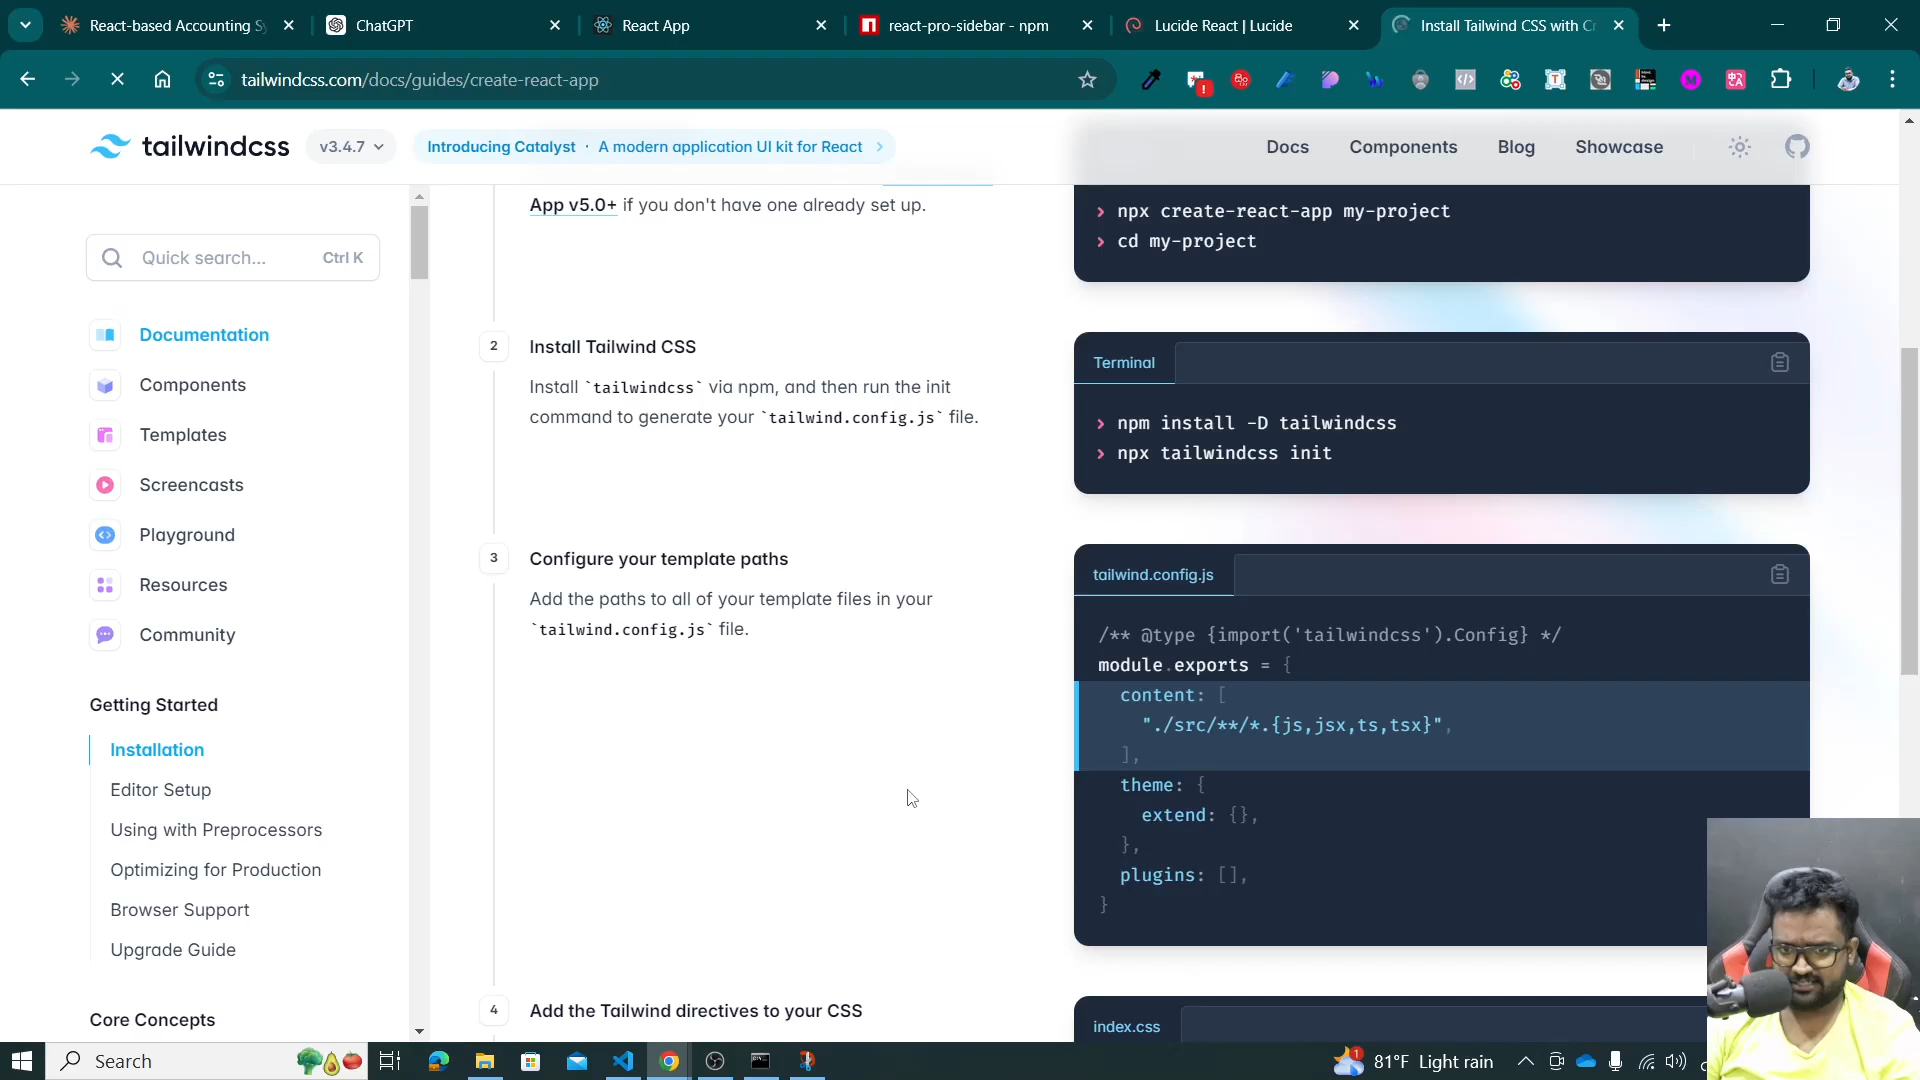 React-based Accounting Sy
ChatGPT
React App
react-pro-sidebar - npm
Lucide React | Lucide
Install Tailwind CSS with Cr
tailwindcss.com/docs/guides/create-react-app
tailwindcss
v3.4.7
Introducing Catalyst · A modern application UI kit for React
Docs
Components
Blog
Showcase
Quick search...
Ctrl K
Documentation
Components
Templates
Screencasts
Playground
Resources
Community
Getting Started
Installation
Editor Setup
Using with Preprocessors
Optimizing for Production
Browser Support
Upgrade Guide
Core Concepts
App v5.0+ if you don't have one already set up.
> npx create-react-app my-project
> cd my-project
2
Install Tailwind CSS
Install `tailwindcss` via npm, and then run the init
command to generate your `tailwind.config.js` file.
Terminal
> npm install -D tailwindcss
> npx tailwindcss init
3
Configure your template paths
Add the paths to all of your template files in your
`tailwind.config.js` file.
tailwind.config.js
/** @type {import('tailwindcss').Config} */
module.exports = {
content: [
"./src/**/*.{js,jsx,ts,tsx}",
],
theme: {
extend: {},
},
plugins: [],
}
4
Add the Tailwind directives to your CSS
index.css
Search
1
81°F Light rain